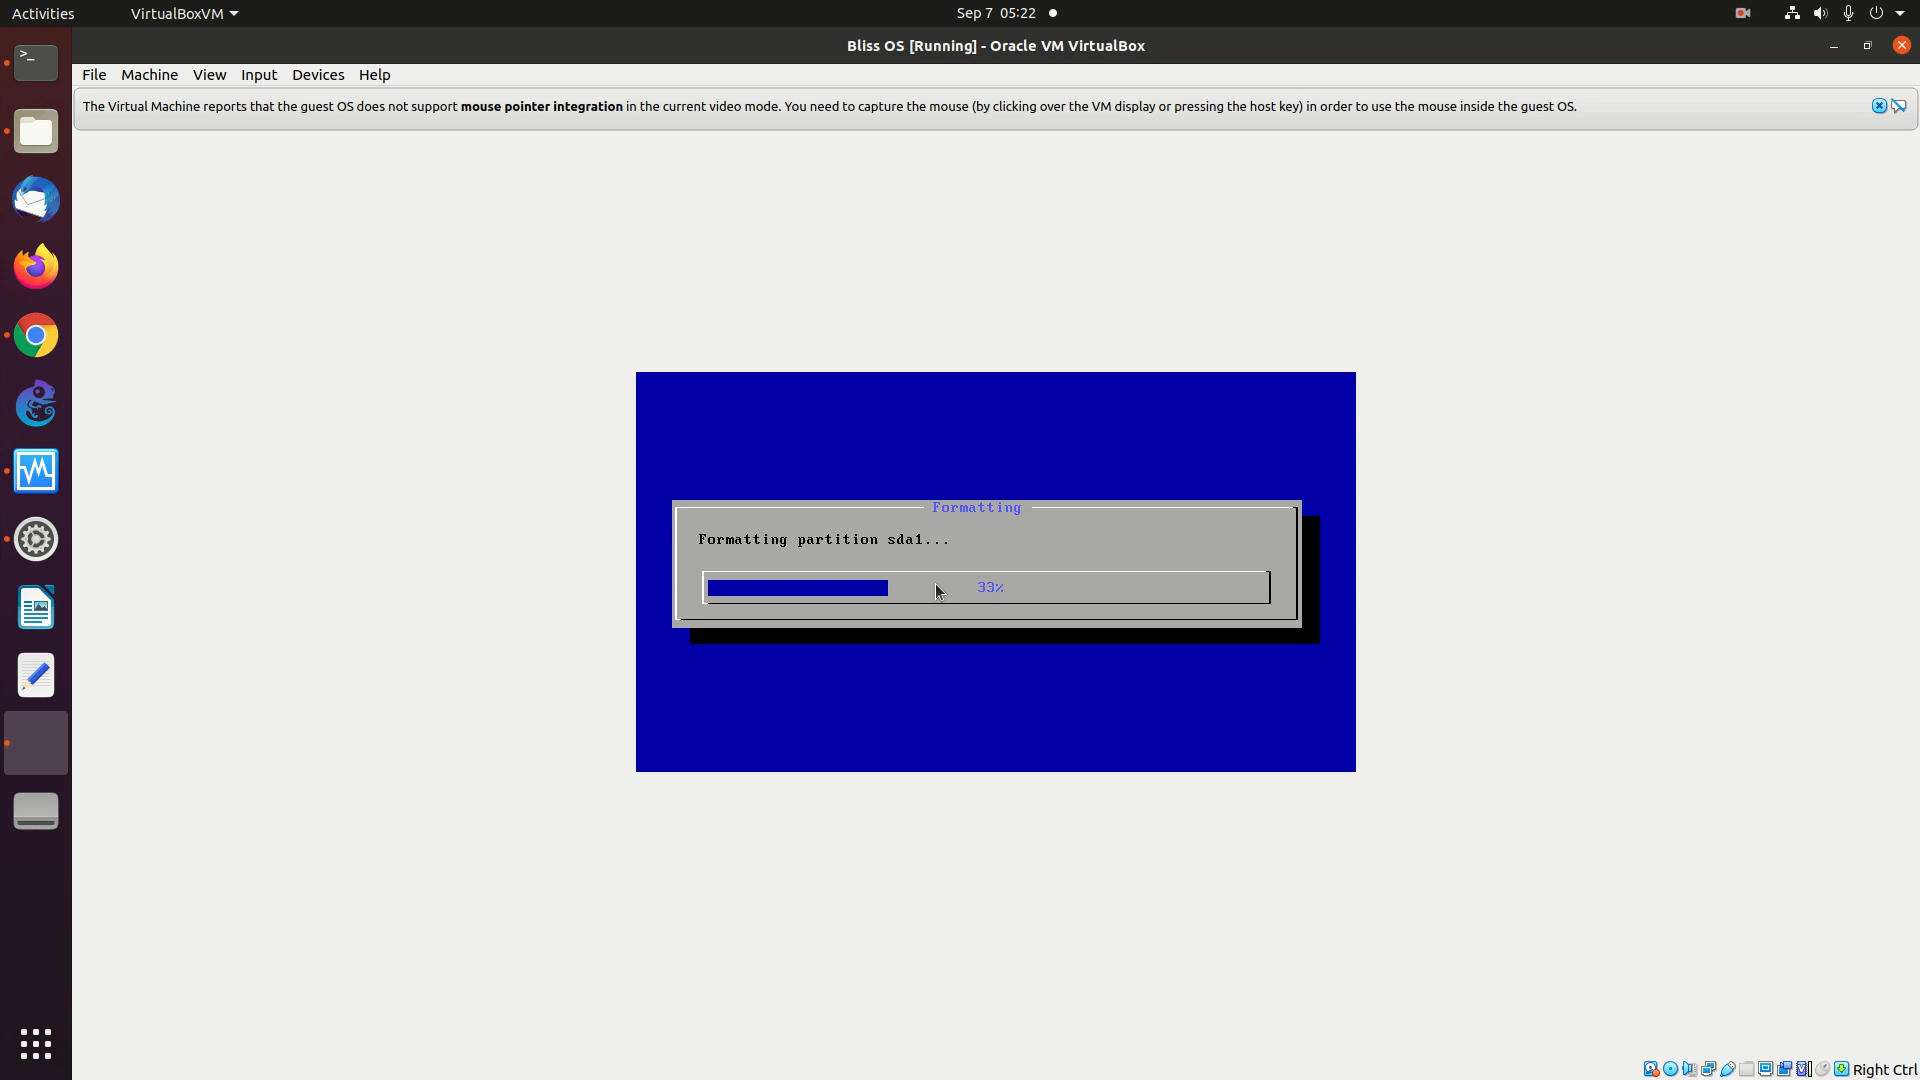 Activities
VirtualBoxVM
Sep 7 05:22
Bliss OS [Running] - Oracle VM VirtualBox
File Machine View Input Devices Help
The Virtual Machine reports that the guest OS does not support mouse pointer integration in the current video mode. You need to capture the mouse (by clicking over the VM display or pressing the host key) in order to use the mouse inside the guest OS.
Formatting
Formatting partition sda1...
33%
Right Ctrl